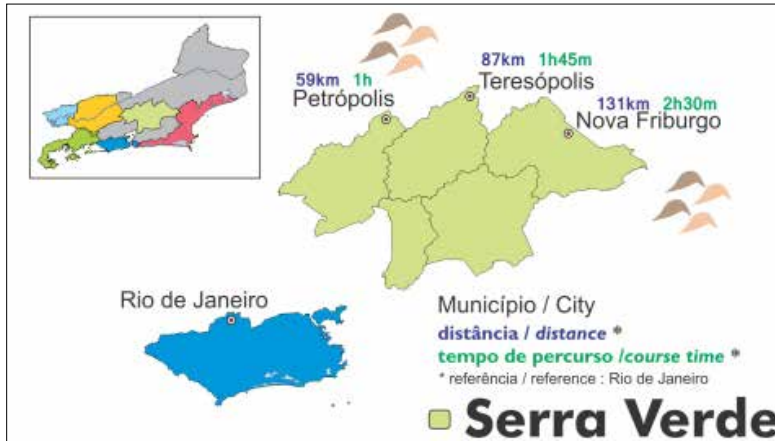 87km 1h45m
Teresópolis
59km 1h
Petrópolis
131km 2h30m
Nova Friburgo
Rio de Janeiro
Município / City
distância / distance *
tempo de percurso /course time *
* referência / reference : Rio de Janeiro
Serra Verde